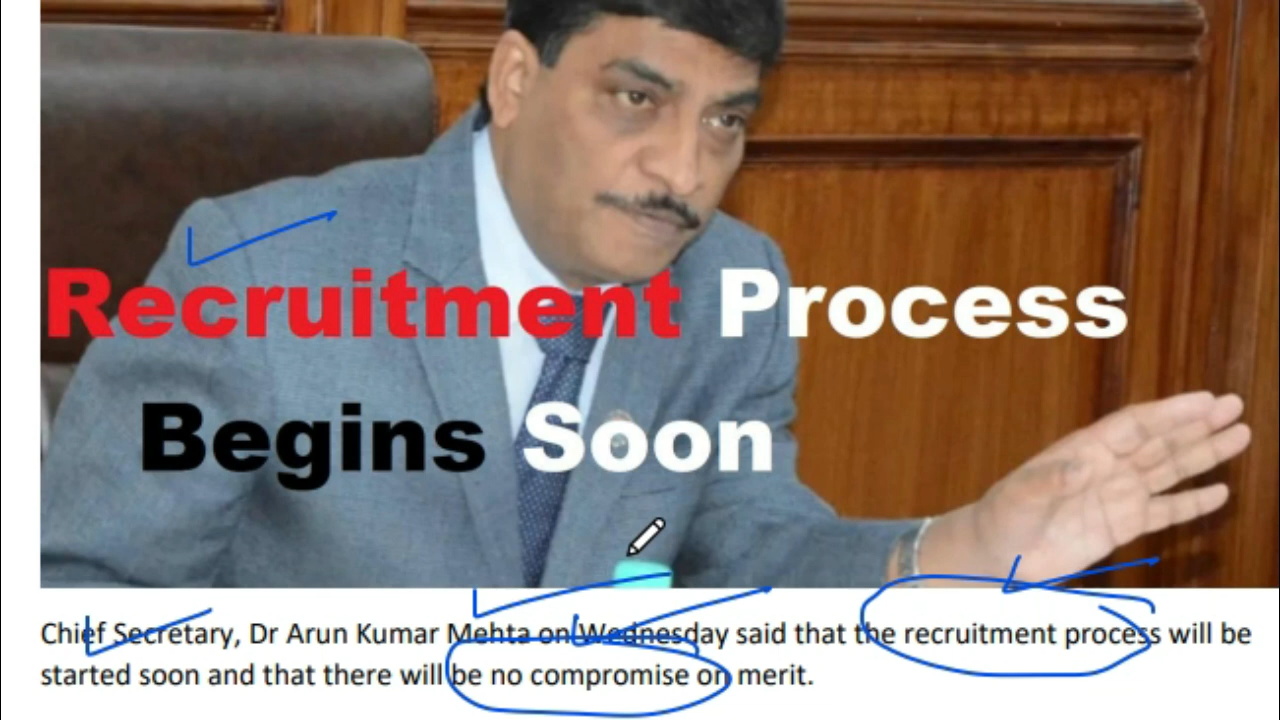 Recruitment Process
Begins Soon
Chief Secretary, Dr Arun Kumar Mehta on Wednesday said that the recruitment process will be
started soon and that there will be no compromise on merit.